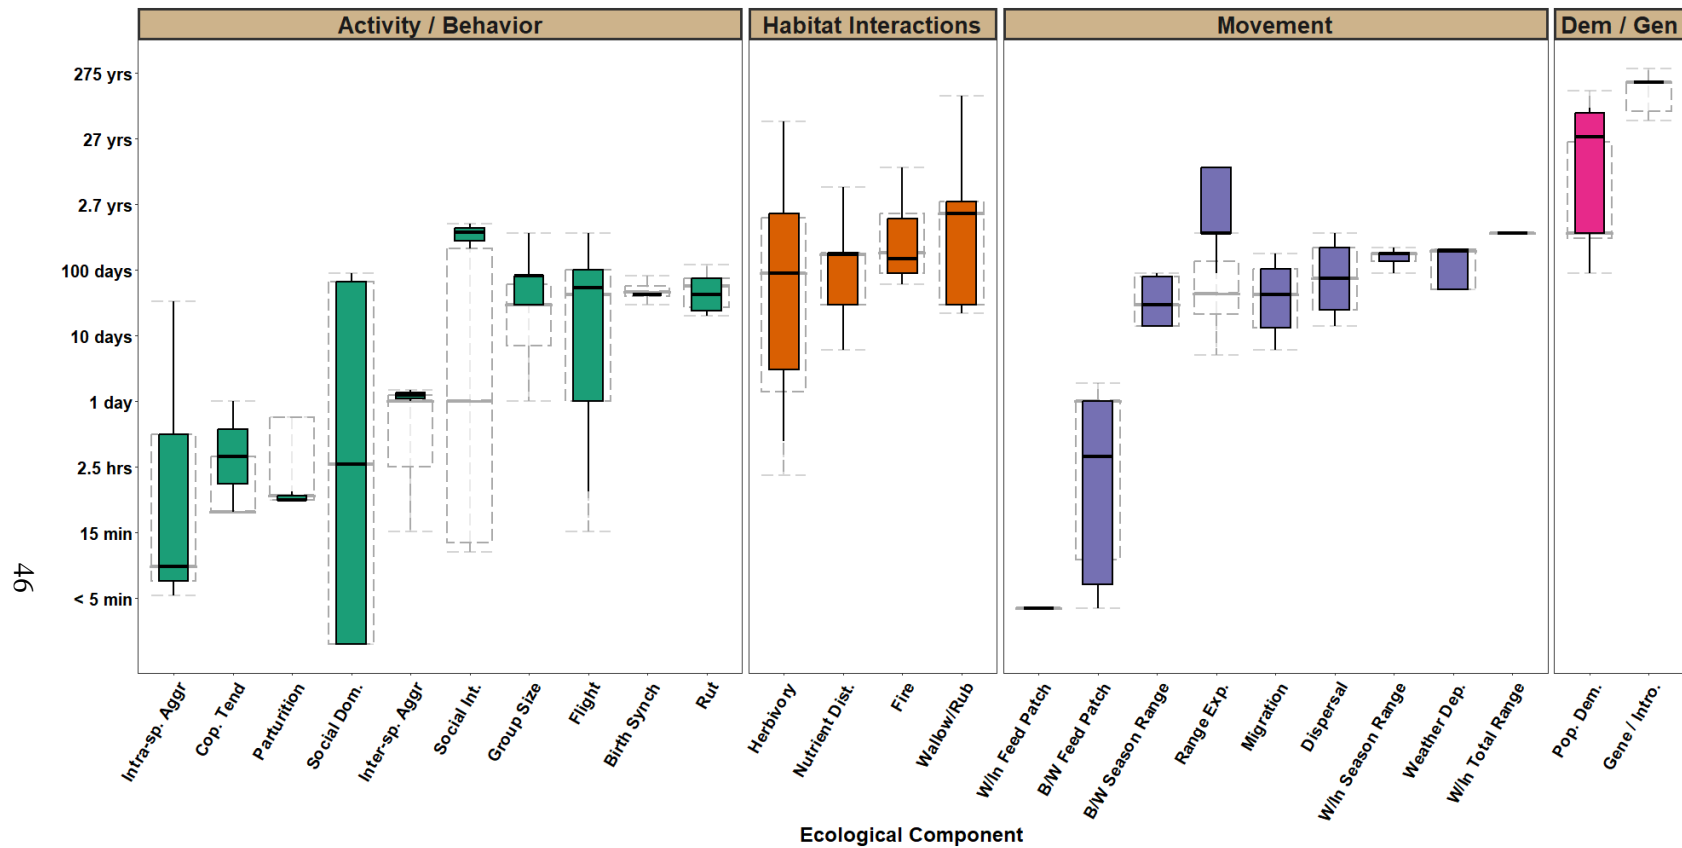 Activity / Behavior
Habitat Interactions
Movement
Dem / Gen
275 yrs
27 yrs
2.7 yrs
100 days
10 days
1 day
2.5 hrs
15 min
< 5 min
46
Intra-sp. Aggr
Cop. Tend
Parturition
Social Dom.
Inter-sp. Aggr
Social Int.
Group Size
Flight
Birth Synch
Rut
Herbivory
Nutrient Dist.
Fire
Wallow/Rub
W/In Feed Patch
B/W Feed Patch
B/W Season Range
Range Exp.
Migration
Dispersal
W/In Season Range
Weather Dep.
W/In Total Range
Pop. Dem.
Gene / Intro.
Ecological Component